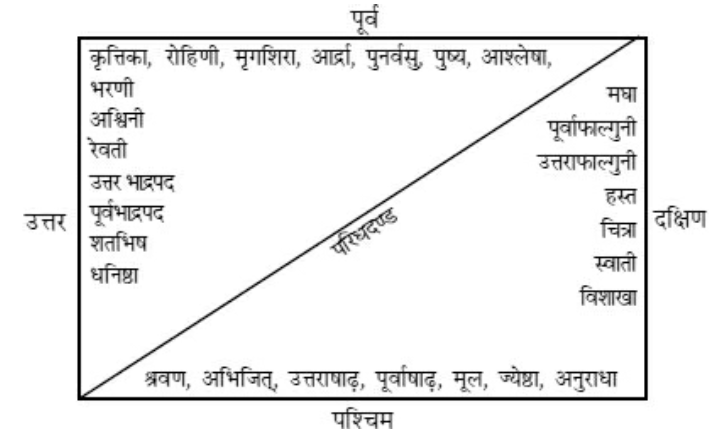 पूर्व
कृत्तिका, रोहिणी, मृगशिरा, आर्द्रा, पुनर्वसु, पुष्य, आश्लेषा,
भरणी
अश्विनी
रेवती
उत्तर भाद्रपद
पूर्वभाद्रपद
शतभिष
धनिष्ठा
उत्तर
परिधदण्ड
मघा
पूर्वाफाल्गुनी
उत्तराफाल्गुनी
हस्त
चित्रा
स्वाती
विशाखा
दक्षिण
श्रवण, अभिजित्, उत्तराषाढ़, पूर्वाषाढ़, मूल, ज्येष्ठा, अनुराधा
पश्चिम